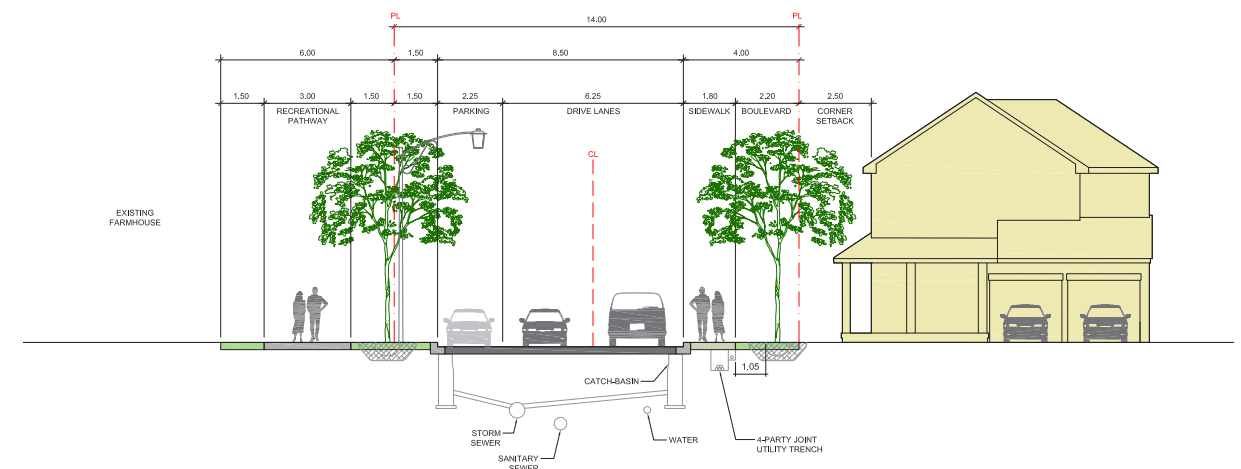 PL
PL
14.00
6.00
1.50
8.50
4.00
1.50
3.00
1.50
1.50
2.25
6.25
1.80
2.20
2.50
RECREATIONAL
PATHWAY
PARKING
DRIVE LANES
SIDEWALK
BOULEVARD
CORNER
SETBACK
CL
EXISTING
FARMHOUSE
1.05
CATCH-BASIN
STORM
SEWER
SANITARY
SEWER
WATER
4-PARTY JOINT
UTILITY TRENCH